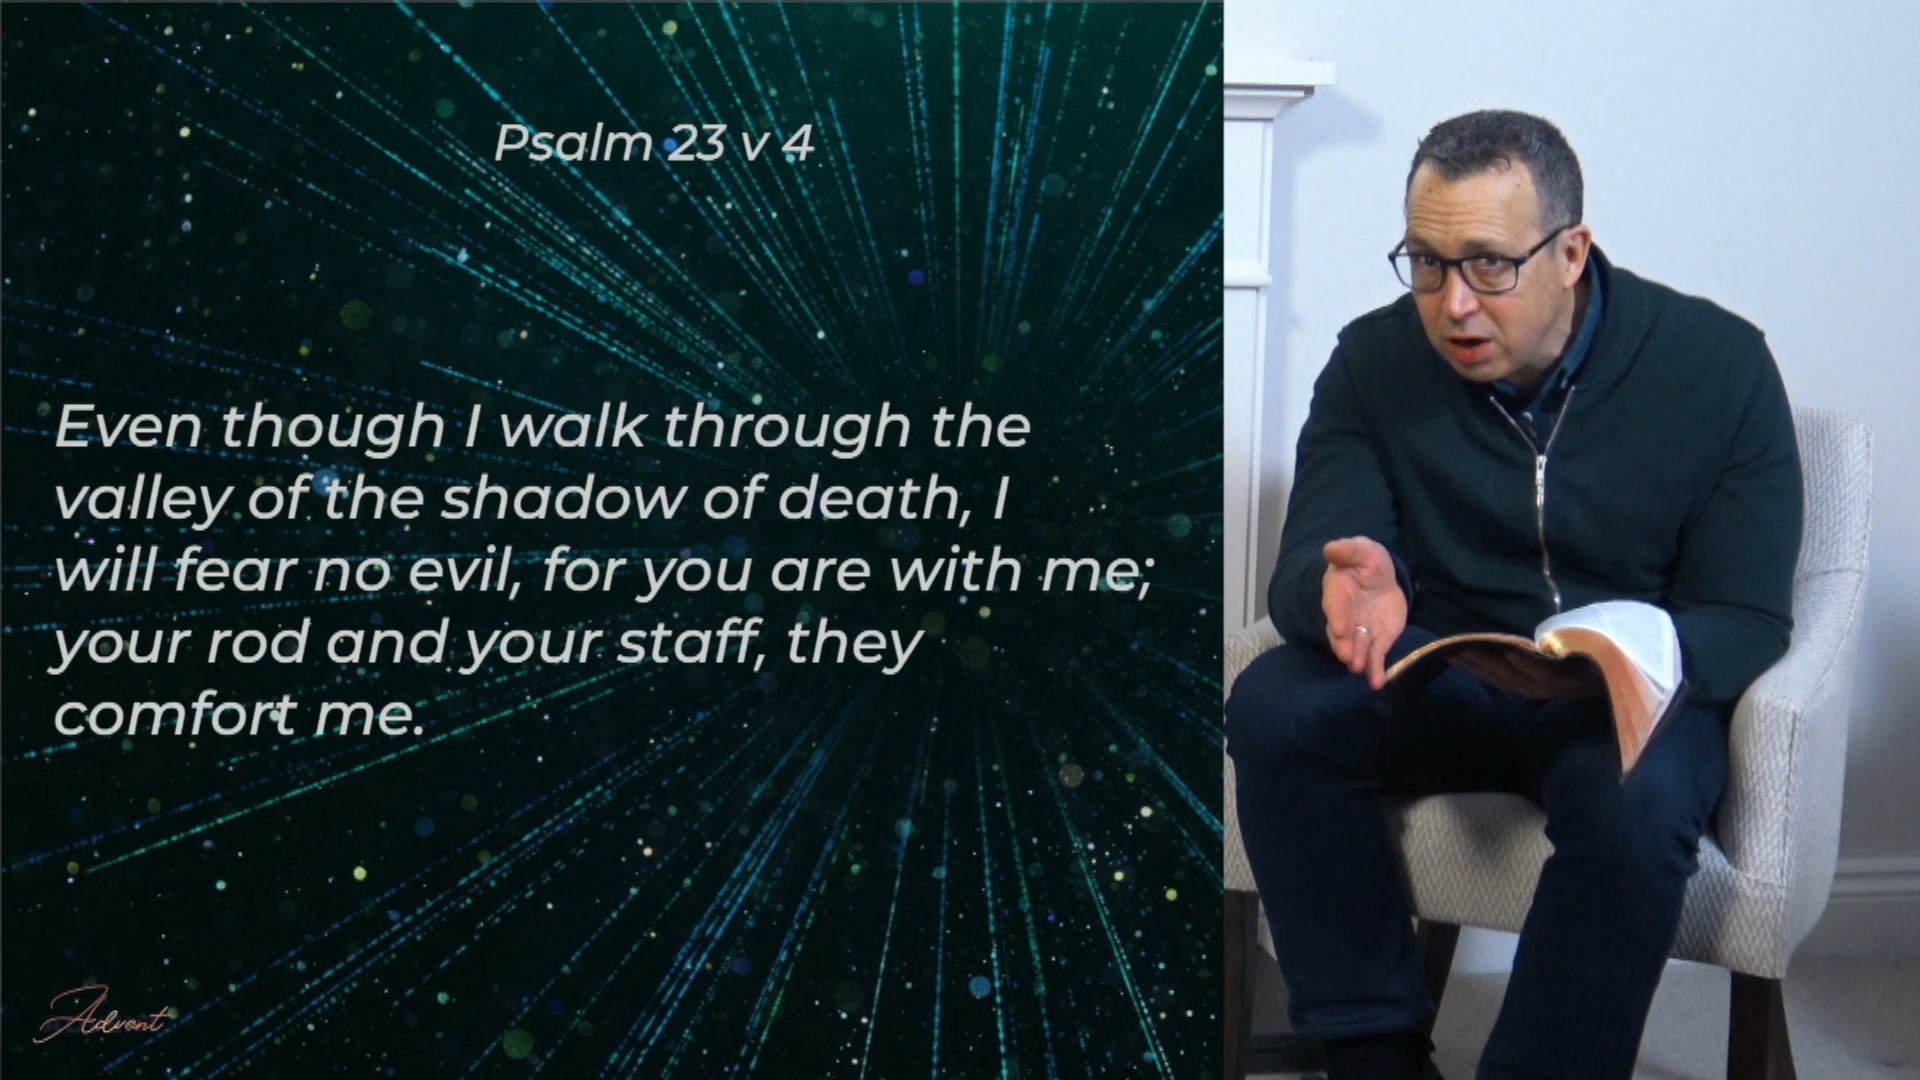 Psalm 23 v 4
Even though I walk through the
valley of the shadow of death, I
will fear no evil, for you are with me;
your rod and your staff, they
comfort me.
Advent